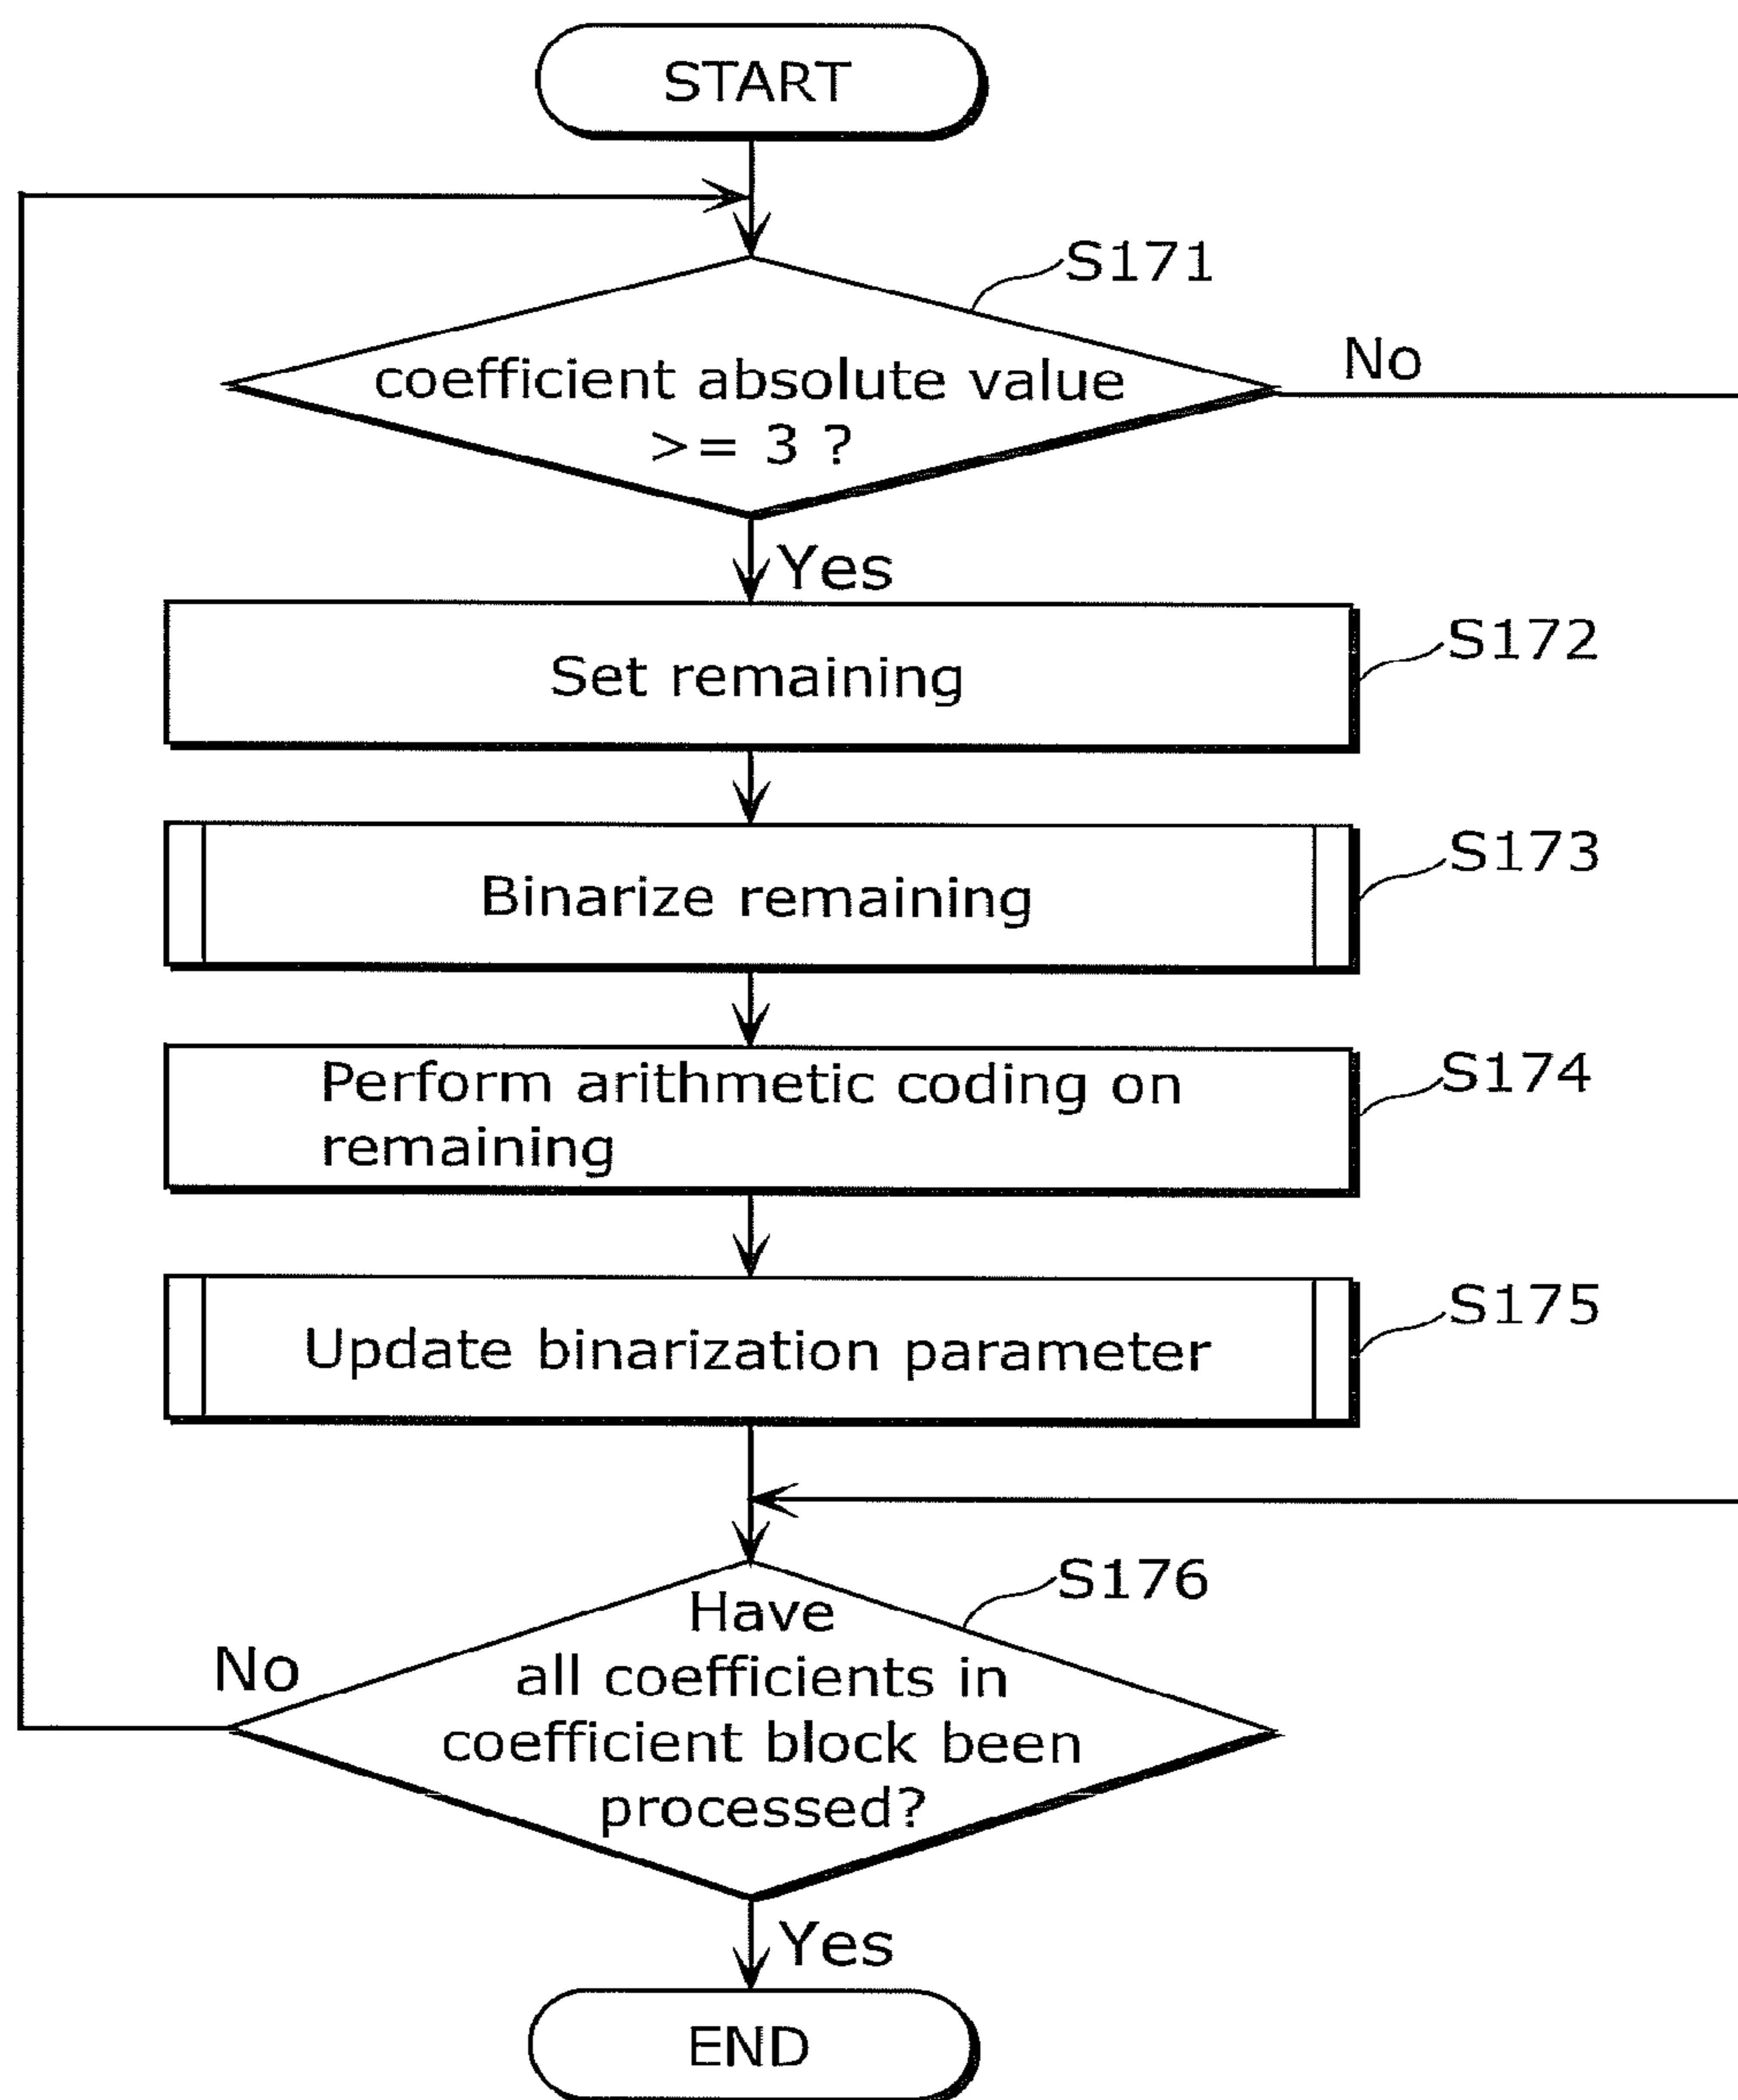 START
S171
coefficient absolute value
>= 3 ?
No
Yes
Set remaining
S172
Binarize remaining
S173
Perform arithmetic coding on
remaining
S174
Update binarization parameter
S175
S176
Have
all coefficients in
coefficient block been
processed?
No
Yes
END